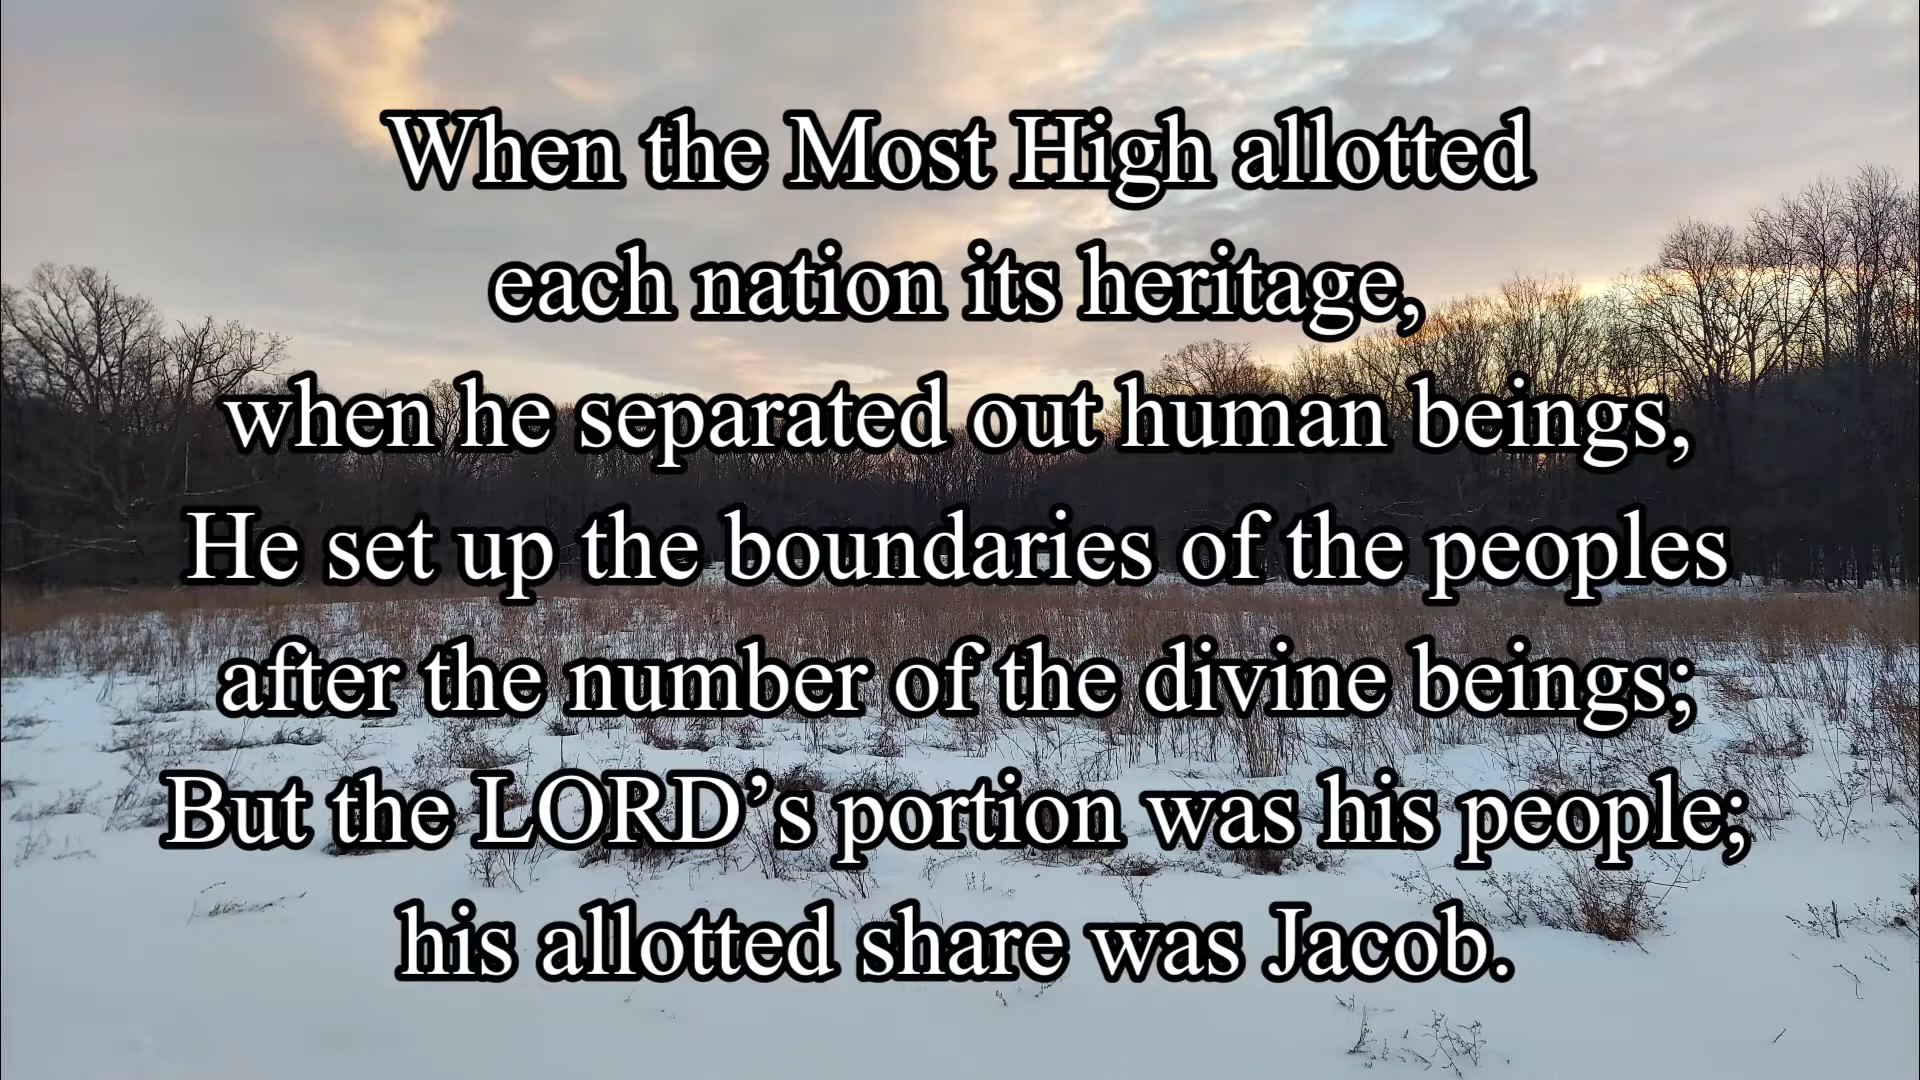 When the Most High allotted
each nation its heritage,
when he separated out human beings,
He set up the boundaries of the peoples
after the number of the divine beings;
But the LORD’s portion was his people;
his allotted share was Jacob.